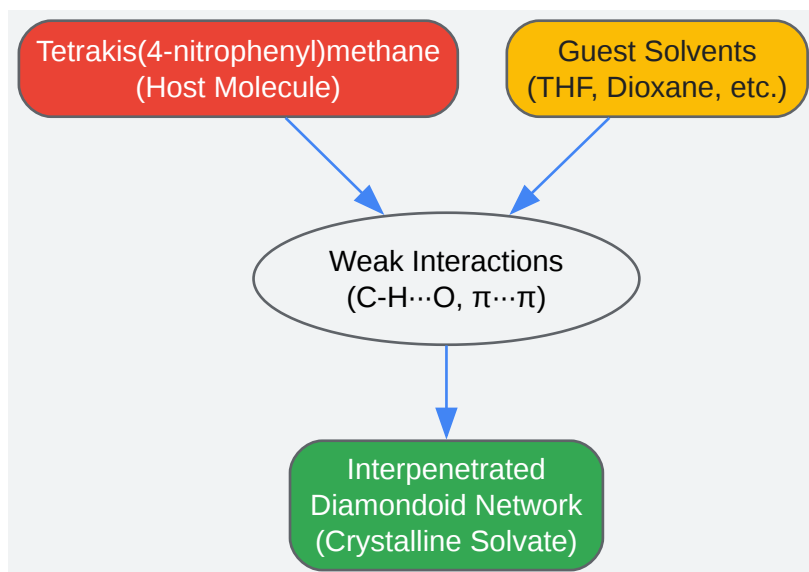 Tetrakis(4-nitrophenyl)methane
(Host Molecule)
Guest Solvents
(THF, Dioxane, etc.)
Weak Interactions
(C-H···O, π···π)
Interpenetrated
Diamondoid Network
(Crystalline Solvate)